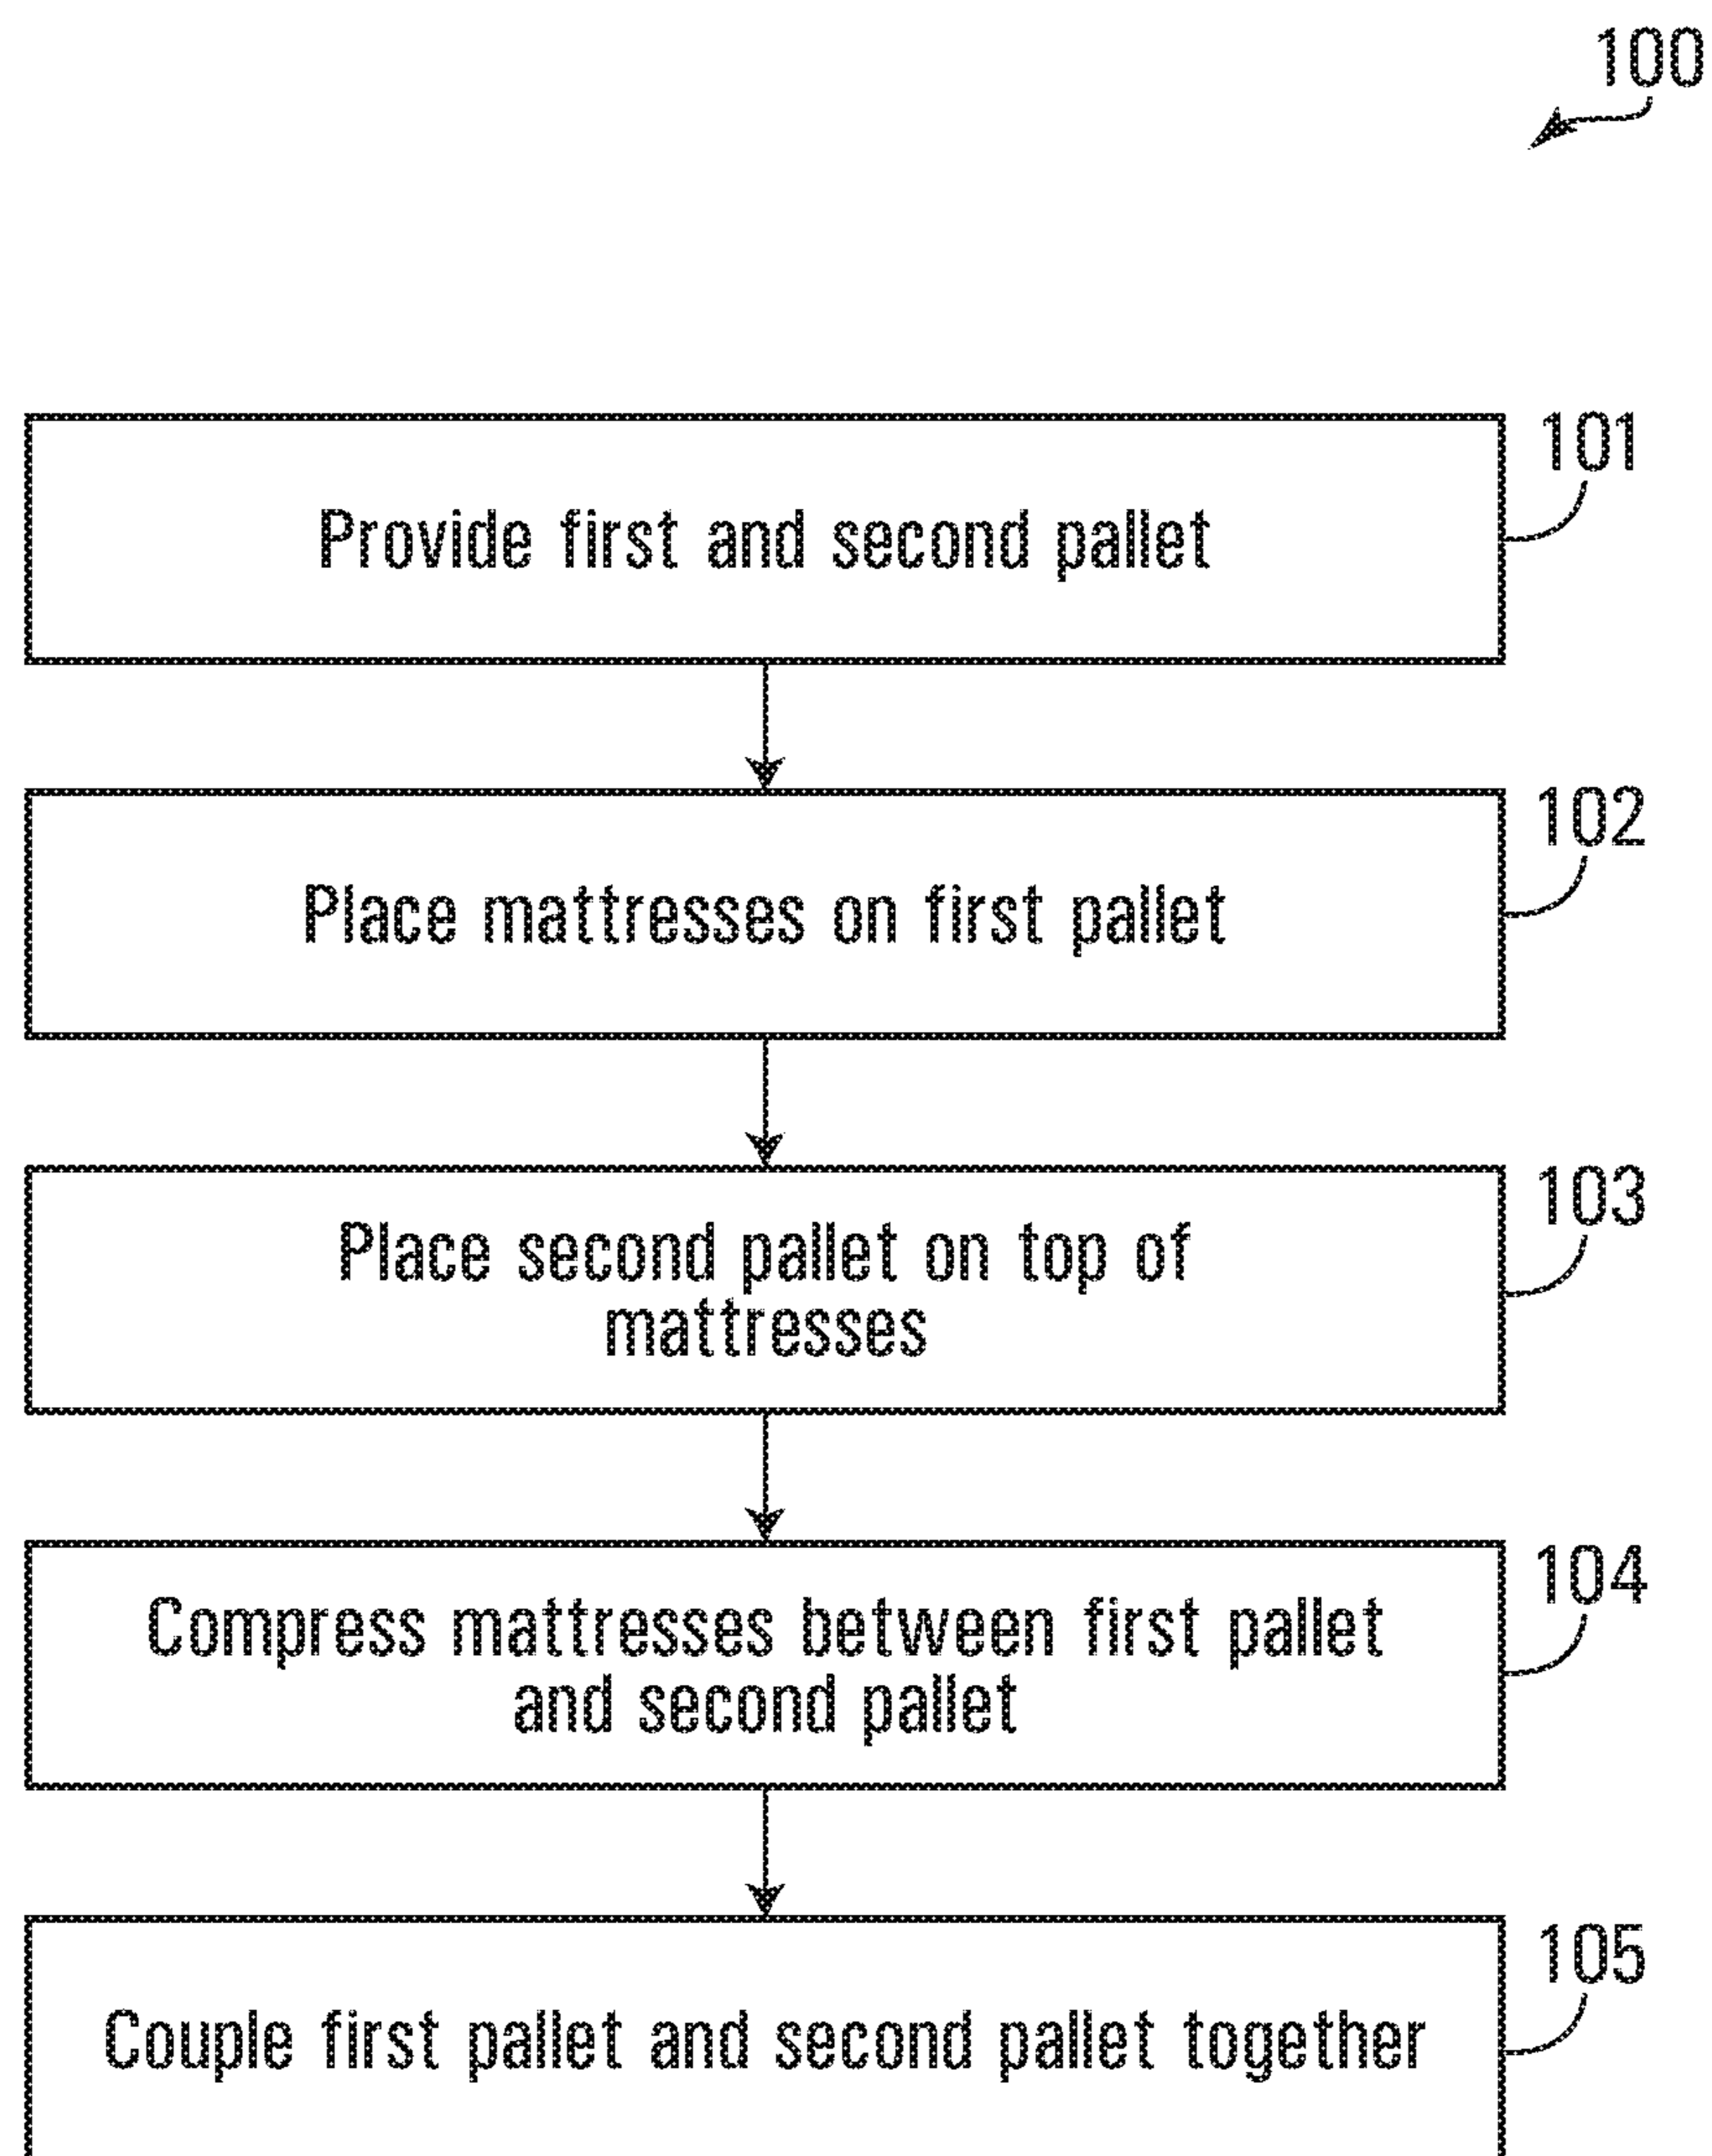 100
101
Provide first and second pallet
102
Place mattresses on first pallet
103
Place second pallet on top of
mattresses
104
Compress mattresses between first pallet
and second pallet
105
Couple first pallet and second pallet together